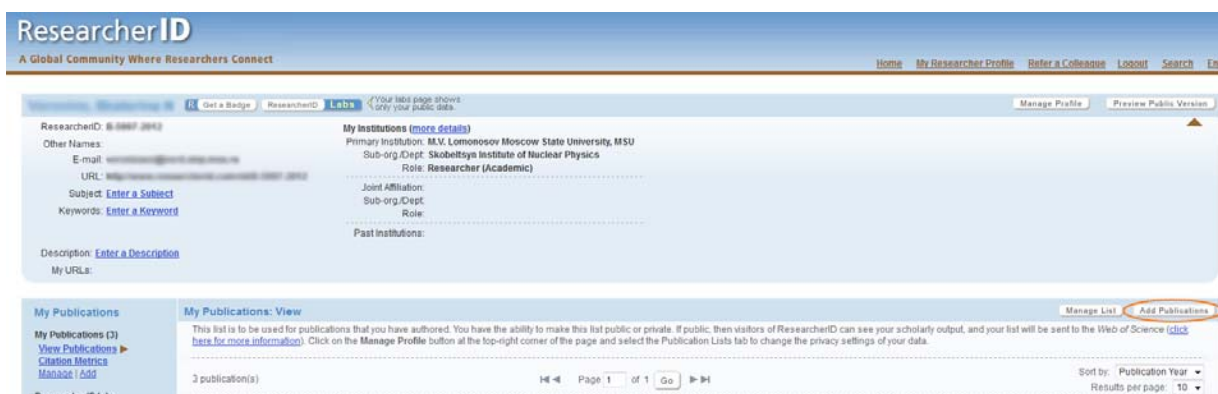 ResearcherID
A Global Community Where Researchers Connect
Home My Researcher Profile Refer a Colleague Logout Search
R Get a Badge ResearcherID Labs Your labs page shows
only your public data.
Manage Profile Preview Public Version
ResearcherID:
Other Names:
E-mail:
URL:
Subject: Enter a Subject
Keywords: Enter a Keyword
Description: Enter a Description
My URLs:
My Institutions (more details)
Primary Institution: M.V. Lomonosov Moscow State University, MSU
Sub-org./Dept: Skobeltsyn Institute of Nuclear Physics
Role: Researcher (Academic)
Joint Affiliation:
Sub-org./Dept:
Role:
Past Institutions:
My Publications
My Publications (3)
View Publications
Citation Metrics
Manage | Add
My Publications: View
Manage List Add Publications
This list is to be used for publications that you have authored. You have the ability to make this list public or private. If public, then visitors of ResearcherID can see your scholarly output, and your list will be sent to the Web of Science (click
here for more information). Click on the Manage Profile button at the top-right corner of the page and select the Publication Lists tab to change the privacy settings of your data.
3 publication(s)
Page 1 of 1 Go
Sort by: Publication Year
Results per page: 10